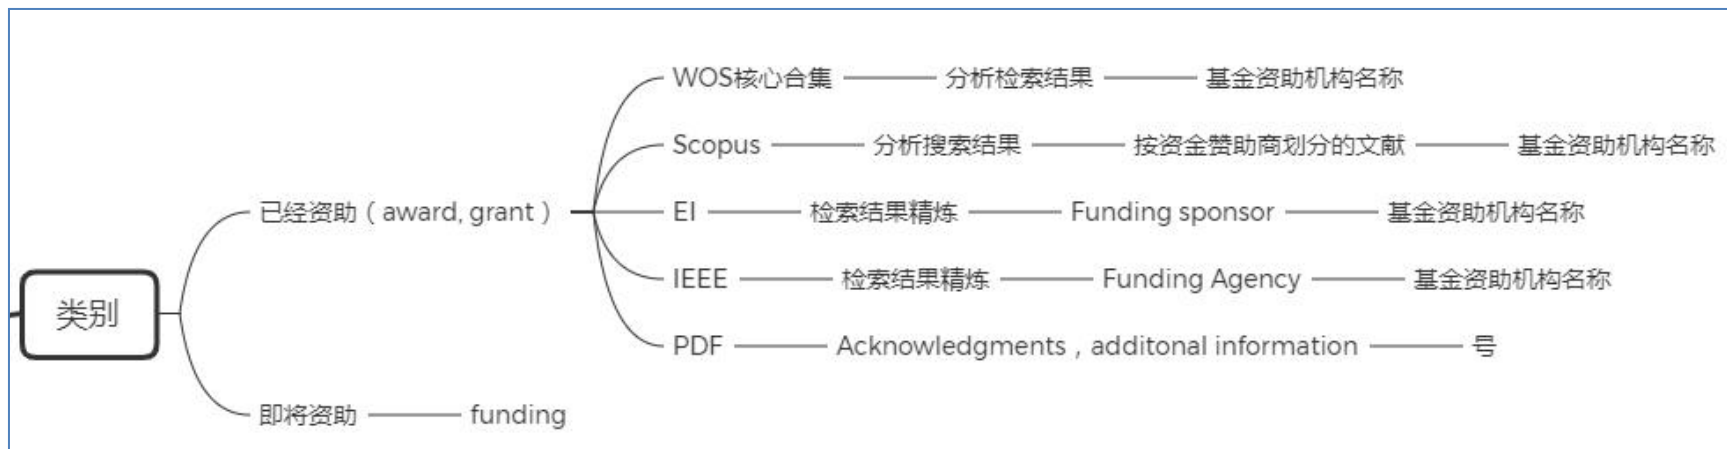 WOS核心合集 分析检索结果 基金资助机构名称
Scopus 分析搜索结果 按资金赞助商划分的文献 基金资助机构名称
已经资助（award, grant） EI 检索结果精炼 Funding sponsor 基金资助机构名称
IEEE 检索结果精炼 Funding Agency 基金资助机构名称
类别
PDF Acknowledgments，additonal information 号
即将资助 funding